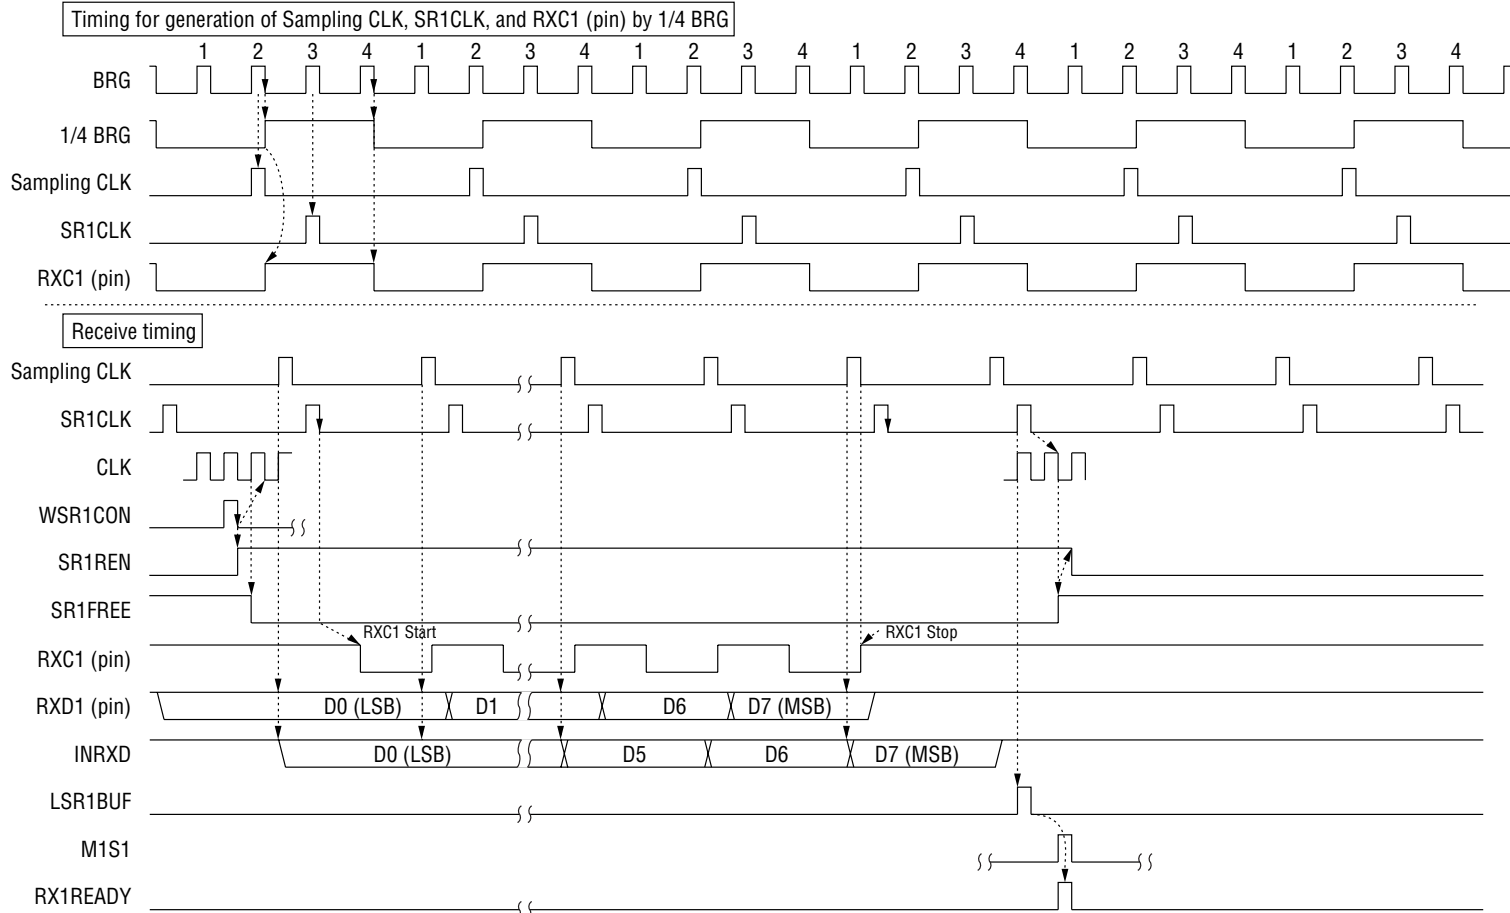 Timing for generation of Sampling CLK, SR1CLK, and RXC1 (pin) by 1/4 BRG
1 2 3 4 1 2 3 4 1 2 3 4 1 2 3 4 1 2 3 4 1 2 3 4
BRG
1/4 BRG
Sampling CLK
SR1CLK
RXC1 (pin)
Receive timing
Sampling CLK
SR1CLK
CLK
WSR1CON
SR1REN
SR1FREE
RXC1 Start RXC1 Stop
RXC1 (pin)
RXD1 (pin) D0 (LSB) D1 D6 D7 (MSB)
INRXD D0 (LSB) D5 D6 D7 (MSB)
LSR1BUF
M1S1
RX1READY